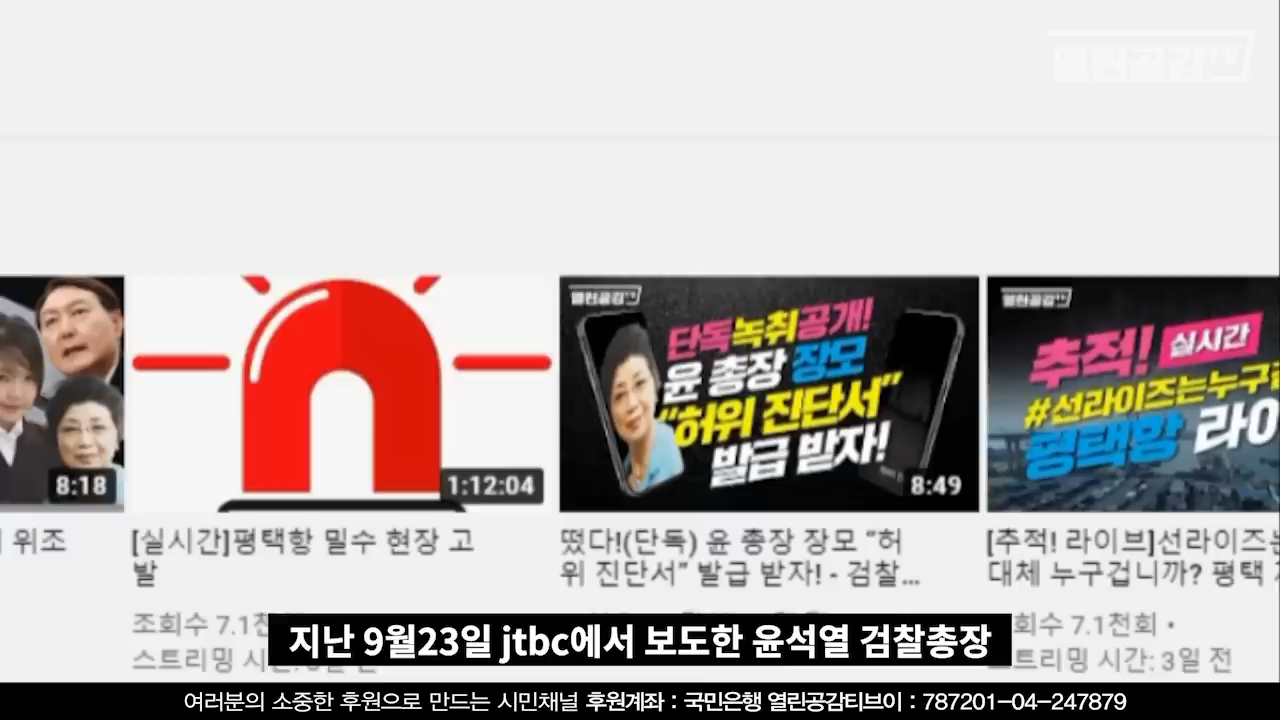 열린공감TV
열린공감TV
단독녹취공개!
윤 총장 장모
"허위 진단서"
발급 받자!
열린공감TV
추적! 실시간
#선라이즈는누구
평택항 라이
8:18
1:12:04
8:49
위조
[실시간]평택항 밀수 현장 고
발
떴다!(단독) 윤 총장 장모 "허
위 진단서" 발급 받자! - 검찰...
[추적! 라이브]선라이즈는
대체 누구겁니까? 평택
조회수 7.1천
스트리밍 시간:
회수 7.1천회 •
트리밍 시간: 3일 전
지난 9월23일 jtbc에서 보도한 윤석열 검찰총장
여러분의 소중한 후원으로 만드는 시민채널 후원계좌 : 국민은행 열린공감티브이 : 787201-04-247879